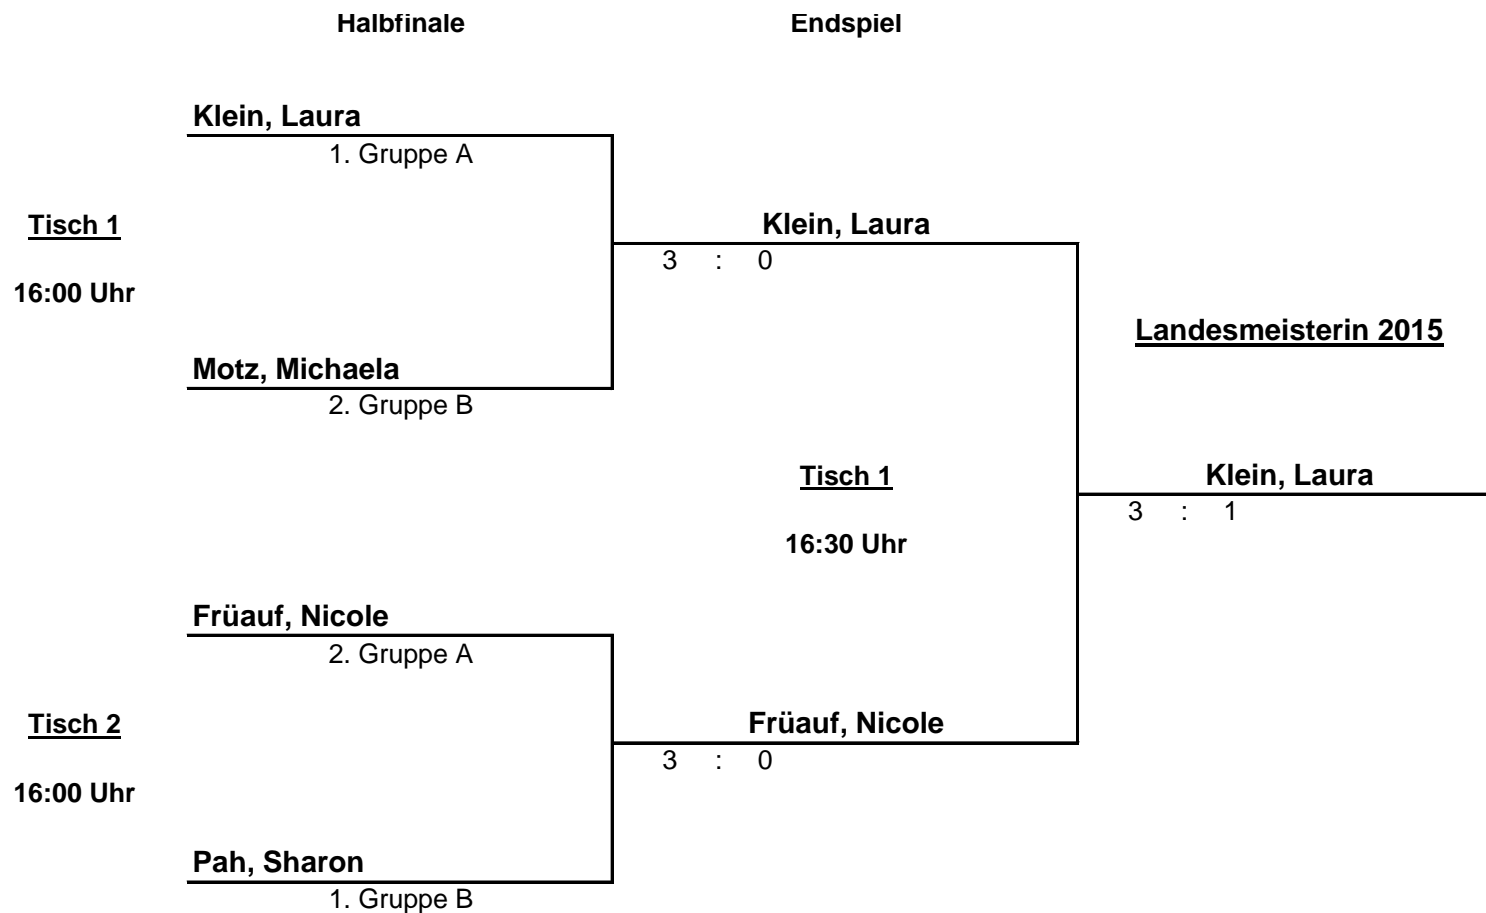 Halbfinale Endspiel
Klein, Laura
1. Gruppe A
Tisch 1 Klein, Laura
3 : 0
16:00 Uhr
Landesmeisterin 2015
Motz, Michaela
2. Gruppe B
Tisch 1 Klein, Laura
3 : 1
16:30 Uhr
Früauf, Nicole
2. Gruppe A
Tisch 2 Früauf, Nicole
3 : 0
16:00 Uhr
Pah, Sharon
1. Gruppe B